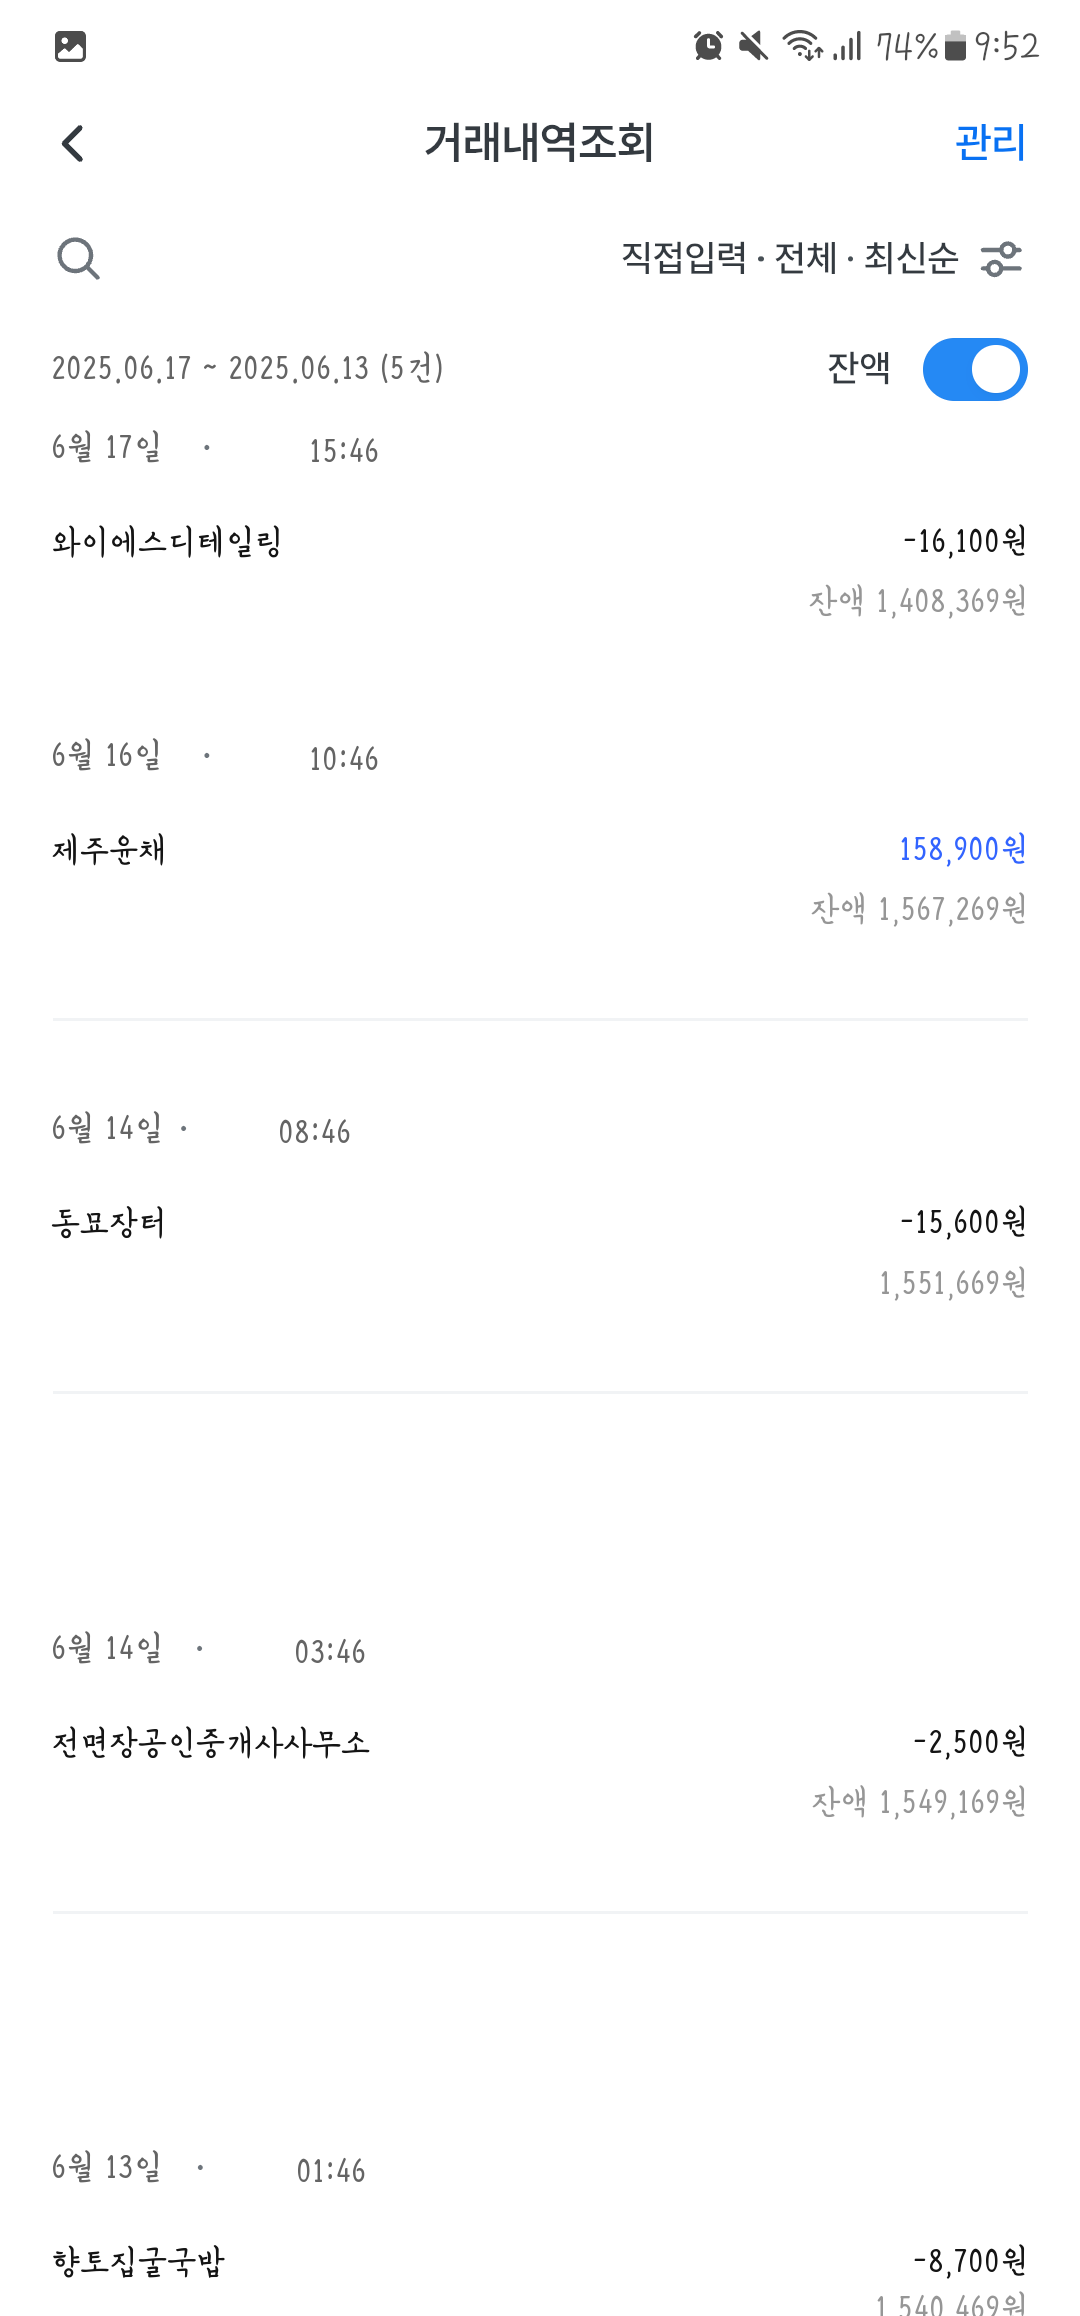 74% 9:52
거래내역조회 관리
직접입력 · 전체 · 최신순
2025.06.17 ~ 2025.06.13 (5건) 잔액
6월 17일 · 15:46
와이에스디테일링 -16,100원
잔액 1,408,369원
6월 16일 · 10:46
제주윤채 158,900원
잔액 1,567,269원
6월 14일 · 08:46
동묘장터 -15,600원
1,551,669원
6월 14일 · 03:46
전면장공인중개사사무소 -2,500원
잔액 1,549,169원
6월 13일 · 01:46
향토집굴국밥 -8,700원
1,540,469원